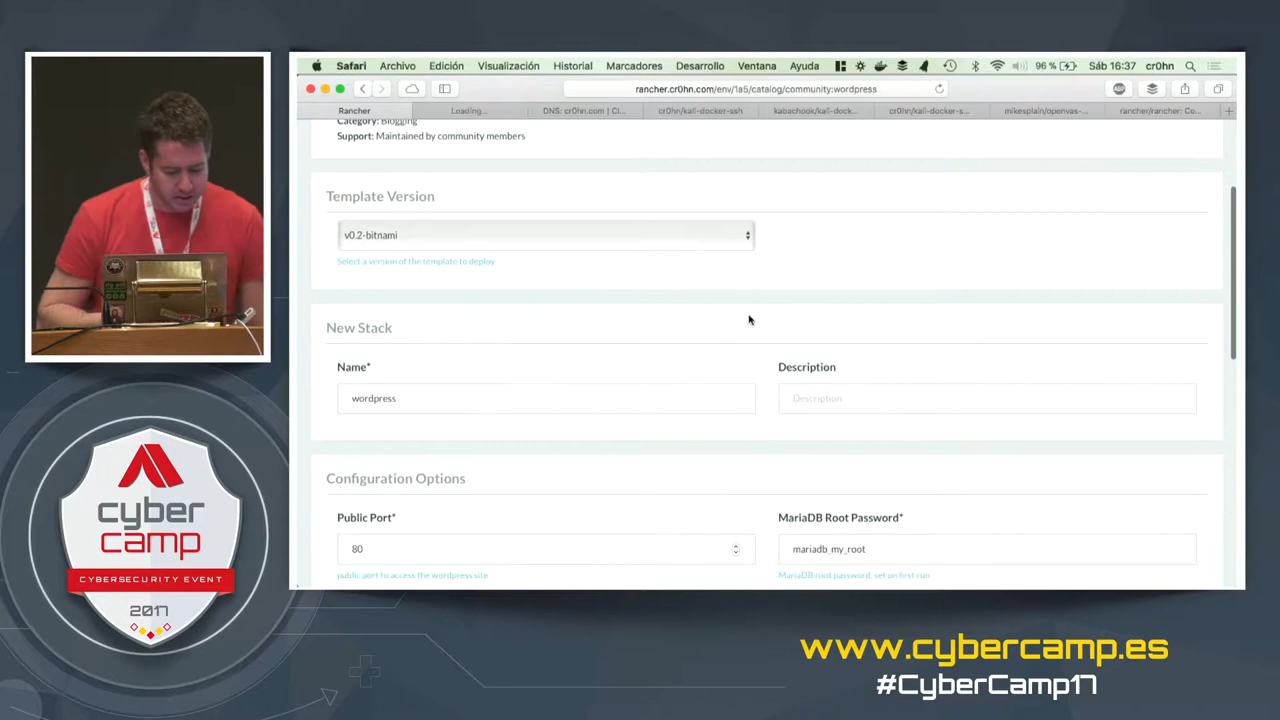 Safari Archivo Edición Visualización Historial Marcadores Desarrollo Ventana Ayuda 96 % Sáb 16:37 cr0hn
rancher.cr0hn.com/env/1a5/catalog/community:wordpress
Rancher Loading... DNS: cr0hn.com | Cl... cr0hn/kali-docker-ssh kabachook/kali-dock... cr0hn/kali-docker-s... mikesplain/openvas-... rancher/rancher: Co...
Category: Blogging
Support: Maintained by community members
Template Version
v0.2-bitnami
Select a version of the template to deploy
New Stack
Name* Description
wordpress Description
Configuration Options
Public Port* MariaDB Root Password*
80 mariadb_my_root
public port to access the wordpress site MariaDB root password, set on first run
cyber
camp
CYBERSECURITY EVENT
2017
www.cybercamp.es
#CyberCamp17